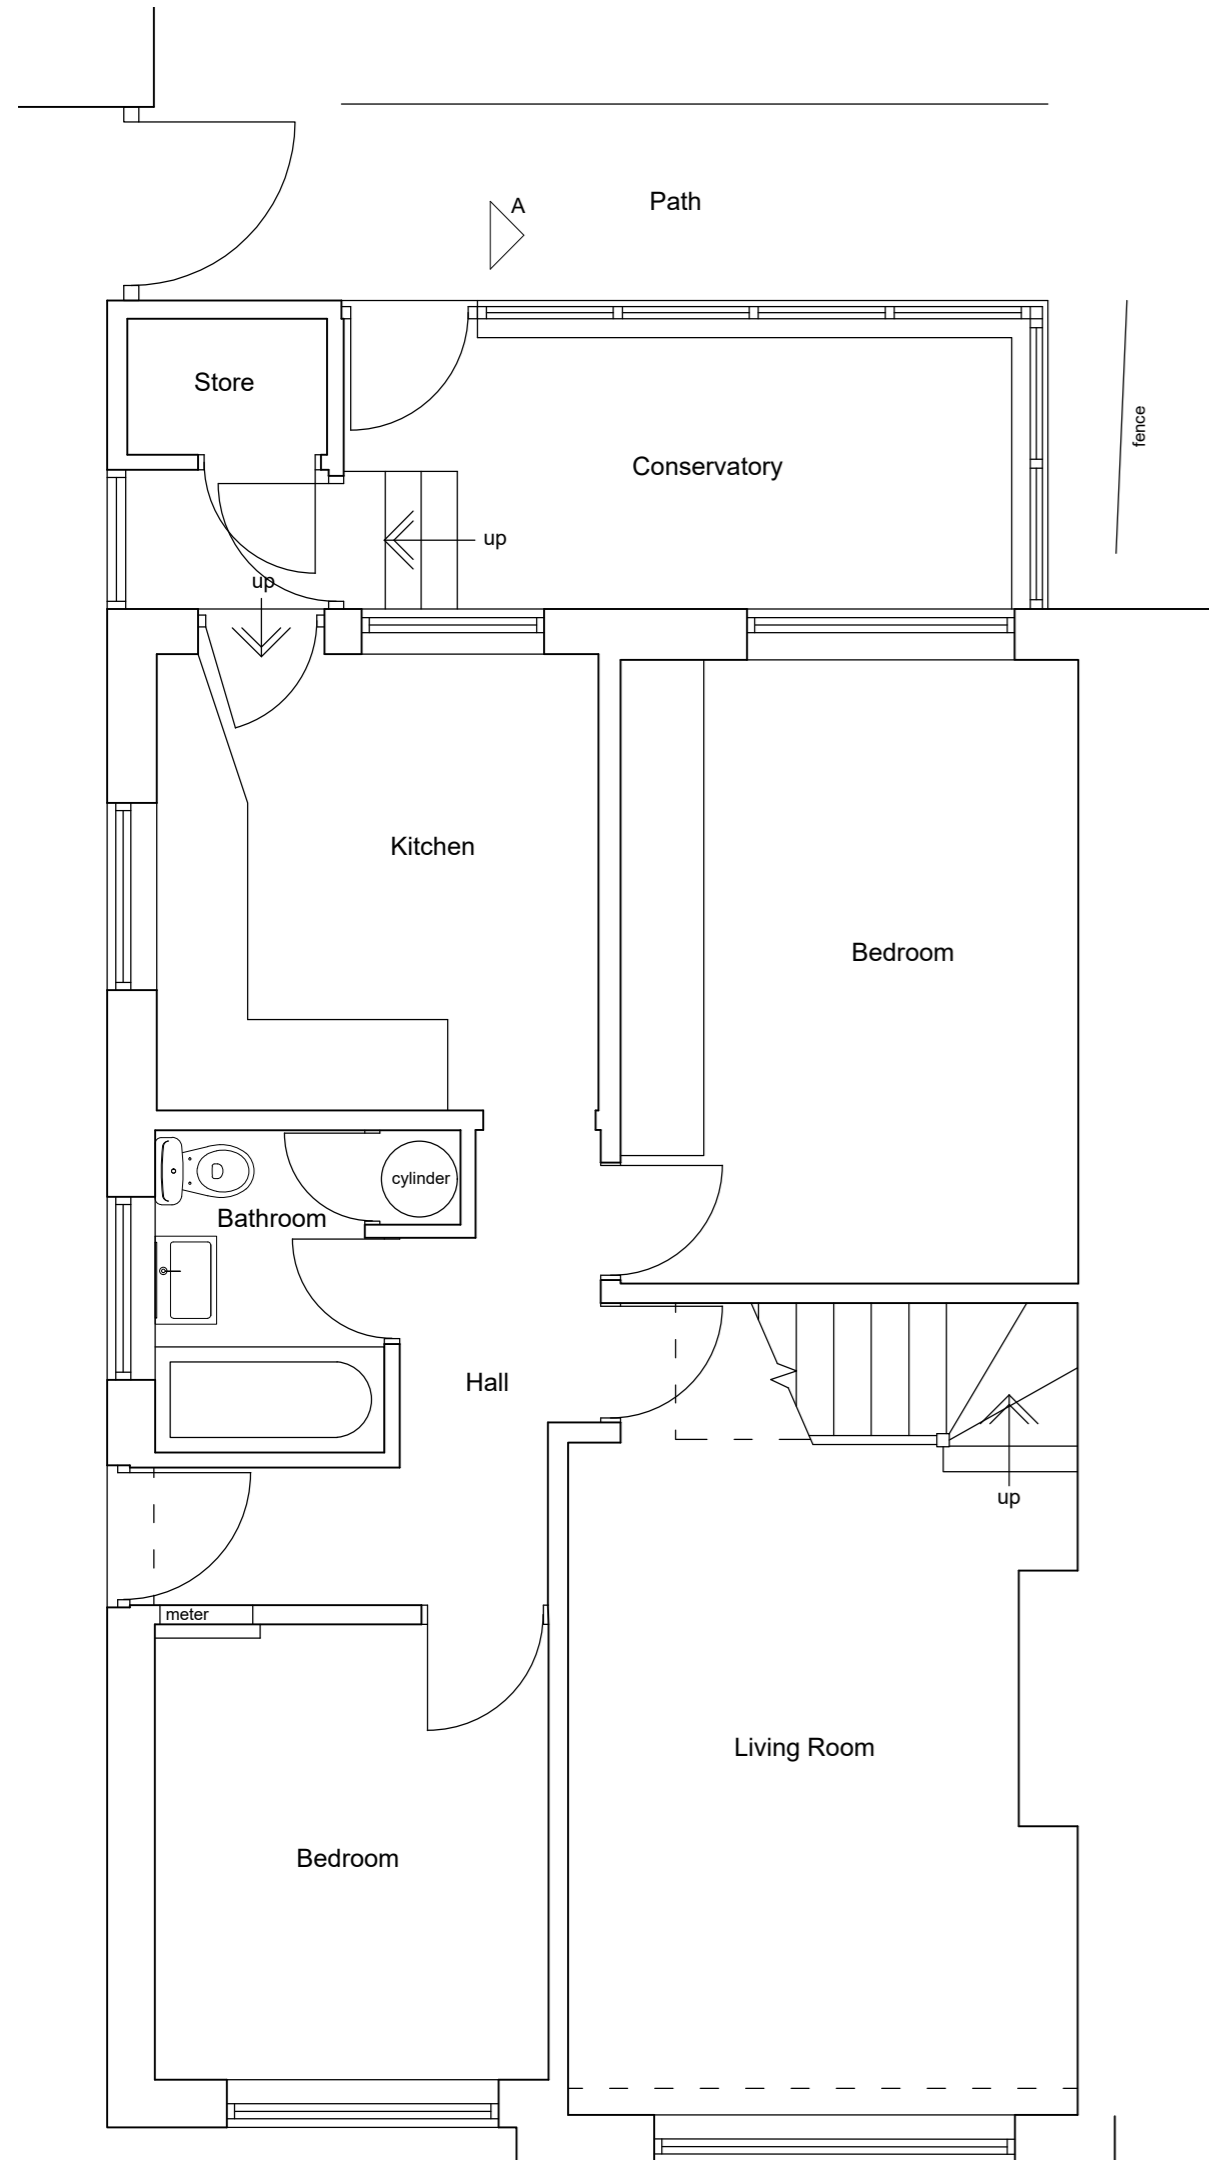 A
Path
Store
fence
Conservatory
up
up
Kitchen
Bedroom
cylinder
Bathroom
Hall
up
meter
Living Room
Bedroom